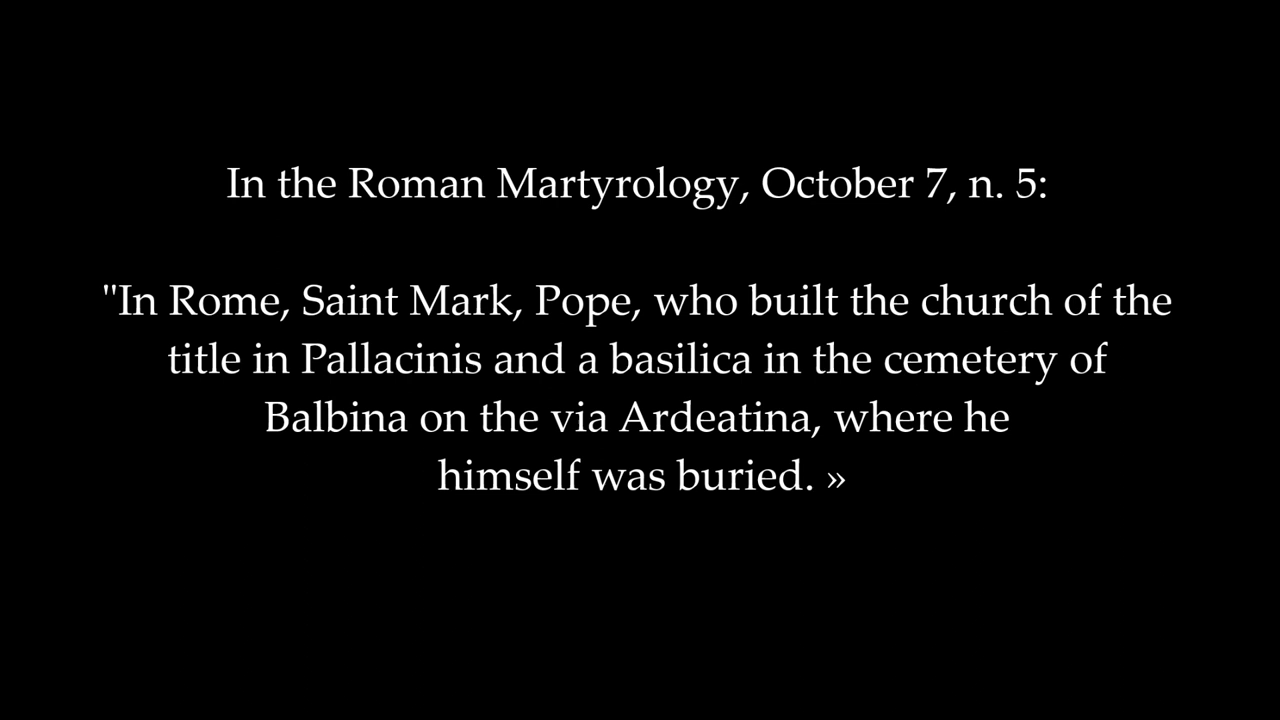 In the Roman Martyrology, October 7, n. 5:
"In Rome, Saint Mark, Pope, who built the church of the
title in Pallacinis and a basilica in the cemetery of
Balbina on the via Ardeatina, where he
himself was buried. »